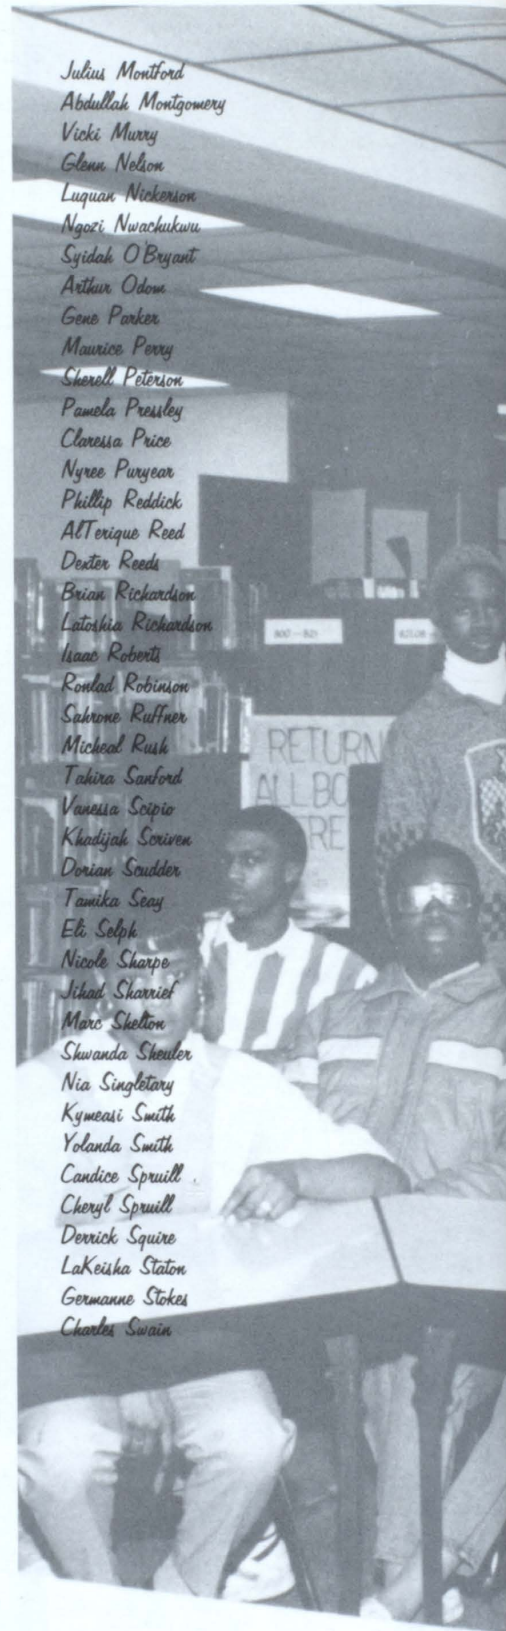 Julius Montford
Abdullah Montgomery
Vicki Murry
Glenn Nelson
Luquan Nickerson
Ngozi Nwachukwu
Syidah O'Bryant
Arthur Odom
Gene Parker
Maurice Perry
Sherell Peterson
Pamela Pressley
Claressa Price
Nyree Puryear
Phillip Reddick
AlTerique Reed
Dexter Reeds
Brian Richardson
Latoshia Richardson
Isaac Roberts
Ronlad Robinson
Sahrone Ruffner
Micheal Rush
Tahira Sanford
Vanessa Scipio
Khadijah Scriven
Dorian Scudder
Tamika Seay
Eli Selph
Nicole Sharpe
Jihad Sharrief
Marc Shelton
Shwanda Sheuler
Nia Singletary
Kymeasi Smith
Yolanda Smith
Candice Spruill
Cheryl Spruill
Derrick Squire
LaKeisha Staton
Germanne Stokes
Charles Swain
RETURN
ALL BO
RE